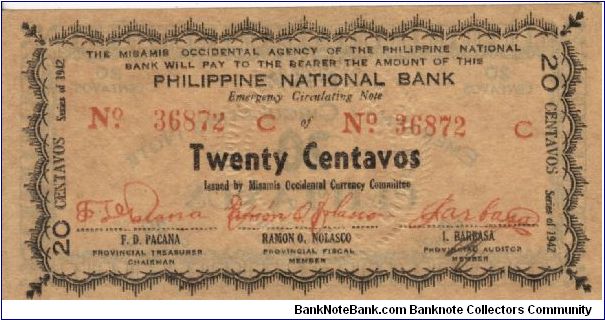 THE MISAMIS OCCIDENTAL AGENCY OF THE PHILIPPINE NATIONAL
BANK WILL PAY TO THE BEARER THE AMOUNT OF THIS
PHILIPPINE NATIONAL BANK
Emergency Circulating Note
Nº 36872 C of Nº 36872 C
Twenty Centavos
Issued by Misamis Occidental Currency Committee
F. D. PACANA RAMON O. NOLASCO I. BARBASA
PROVINCIAL TREASURER PROVINCIAL FISCAL PROVINCIAL AUDITOR
CHAIRMAN MEMBER MEMBER
20 CENTAVOS Series of 1942
20 CENTAVOS Series of 1942
BankNoteBank.com Banknote Collectors Community